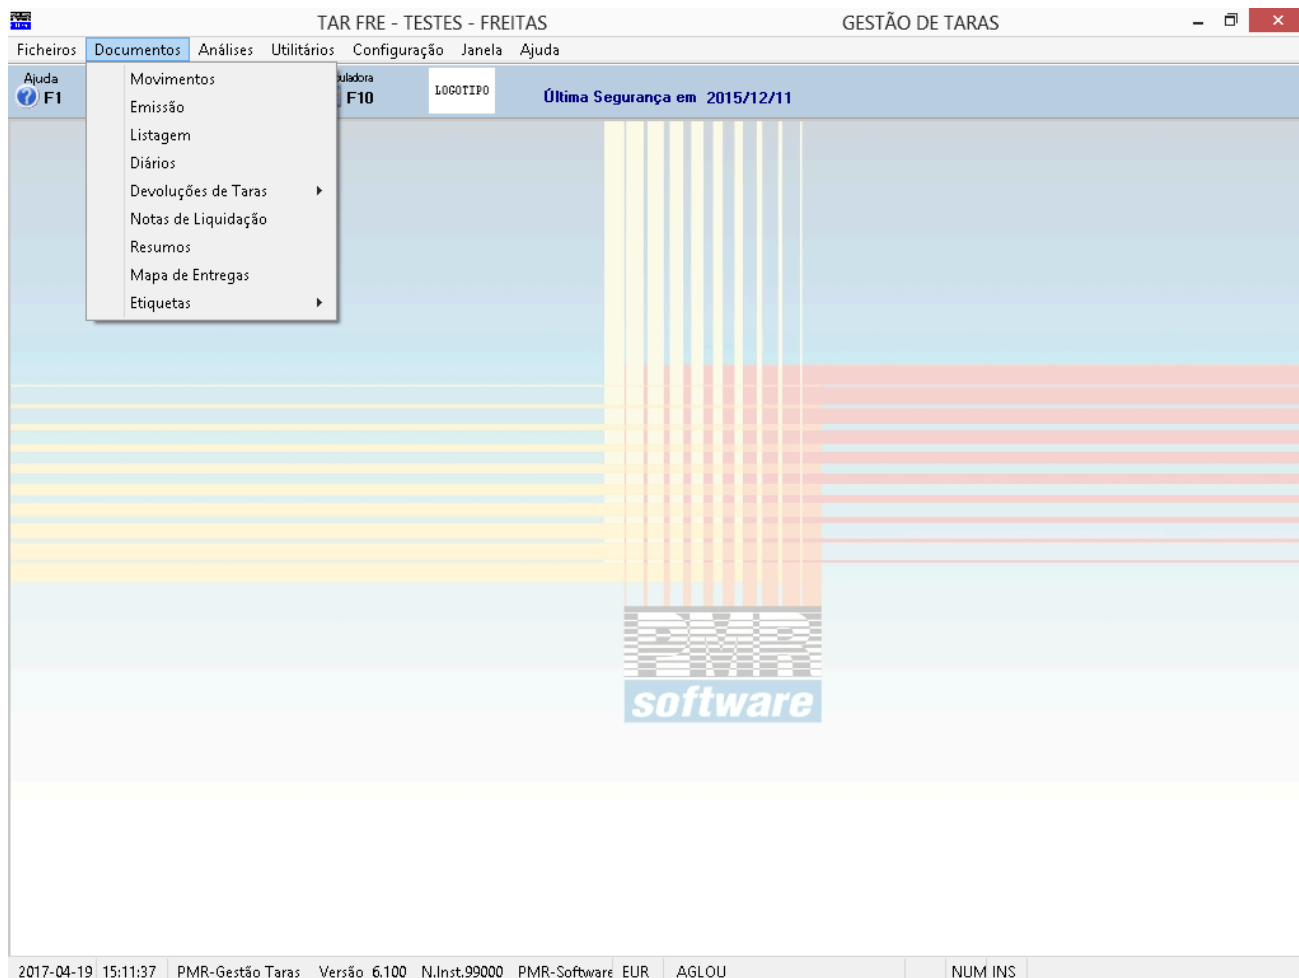 TAR FRE - TESTES - FREITAS GESTÃO DE TARAS
Ficheiros Documentos Análises Utilitários Configuração Janela Ajuda
Ajuda
F1
F10
LOGOTIPO
Última Segurança em 2015/12/11
Movimentos
Emissão
Listagem
Diários
Devoluções de Taras
Notas de Liquidação
Resumos
Mapa de Entregas
Etiquetas
PMR
software
2017-04-19 15:11:37 PMR-Gestão Taras Versão 6.100 N.Inst.99000 PMR-Software EUR AGLOU NUM INS